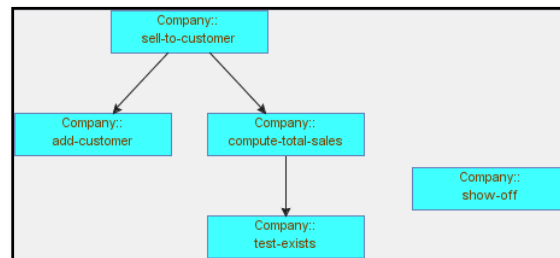 Company::
sell-to-customer
Company::
add-customer
Company::
compute-total-sales
Company::
show-off
Company::
test-exists